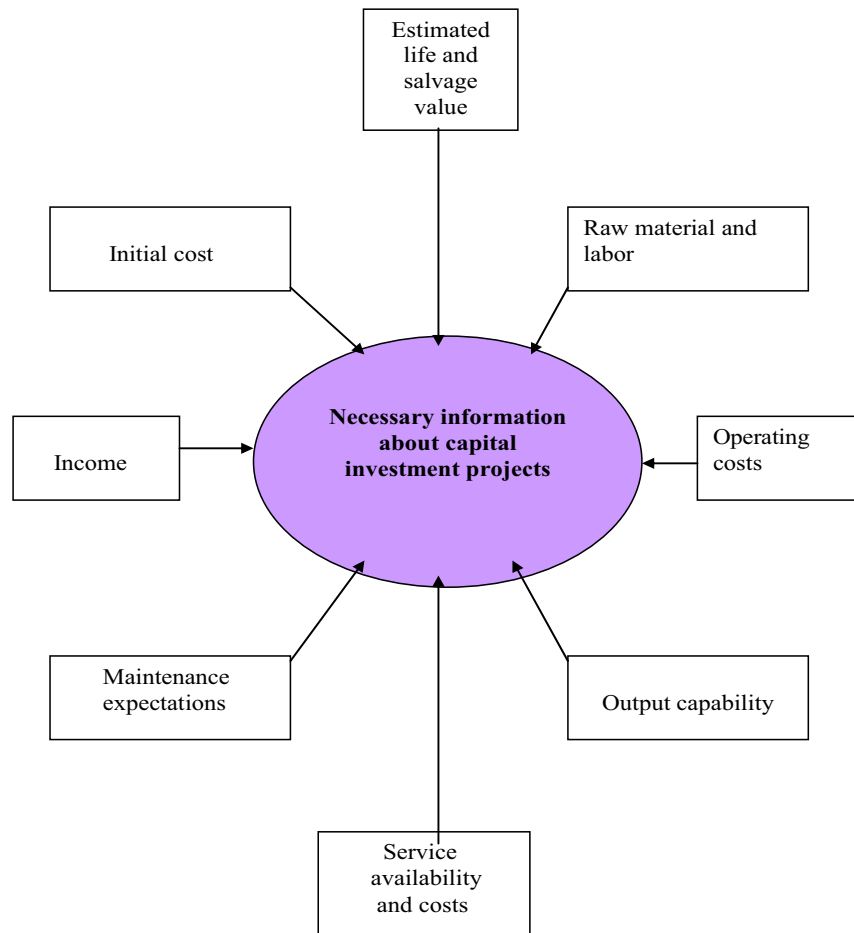 Estimated
life and
salvage
value
Initial cost
Raw material and
labor
Necessary information
about capital
investment projects
Income
Operating
costs
Maintenance
expectations
Output capability
Service
availability
and costs